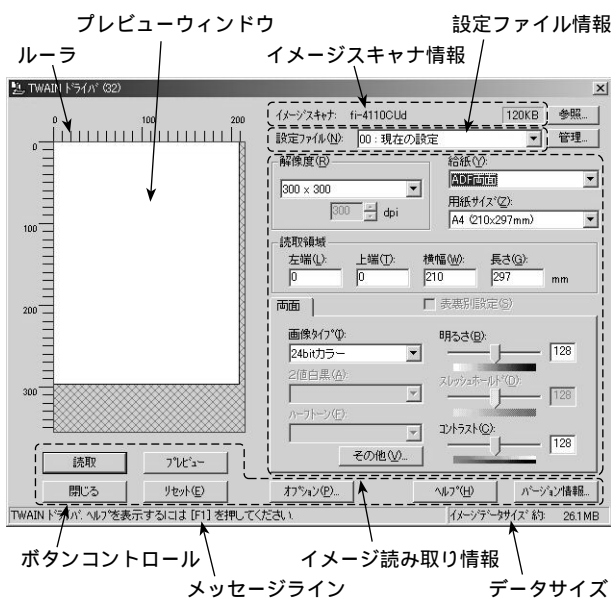 プレビューウィンドウ
設定ファイル情報
ルーラ
イメージスキャナ情報
TWAIN ドライバ (32)
0 100 200
イメージスキャナ: fi-4110CUd 120KB 参照...
設定ファイル(N): 00 : 現在の設定 管理...
0
100
200
300
解像度(R)
300 x 300
300 dpi
給紙(Y):
ADF両面
用紙サイズ(Z):
A4 (210x297mm)
読取領域
左端(L): 上端(T): 横幅(W): 長さ(G):
0 0 210 297 mm
両面
表裏別設定(S)
画像タイプ(I):
24bitカラー
2値白黒(A):
ハーフトーン(F):
その他(V)...
明るさ(B):
128
スレッショホールド(D):
128
コントラスト(C):
128
読取 プレビュー
閉じる リセット(E) オプション(P)... ヘルプ(H) バージョン情報...
TWAIN ドライバ. ヘルプを表示するには [F1] を押してください. イメージデータサイズ 約: 26.1MB
ボタンコントロール
イメージ読み取り情報
メッセージライン
データサイズ